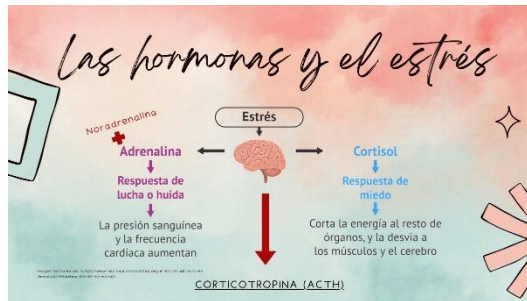 Las hormonas y el estrés
Estrés
Noradrenalina
Adrenalina
Cortisol
Respuesta de
lucha o huida
Respuesta de
miedo
La presión sanguínea
y la frecuencia
cardíaca aumentan
Corta la energía al resto de
órganos, y la desvía a
los músculos y el cerebro
CORTICOTROPINA (ACTH)